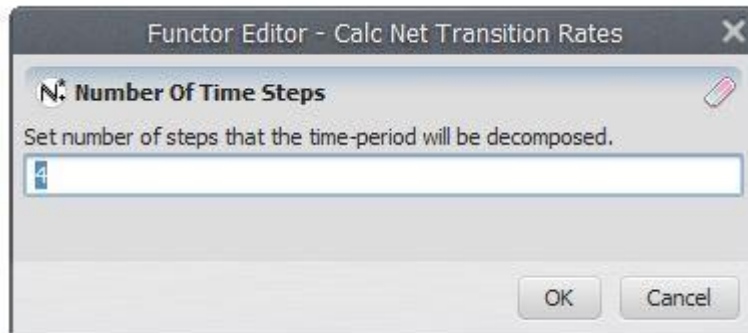 Functor Editor - Calc Net Transition Rates
Number Of Time Steps
Set number of steps that the time-period will be decomposed.
4
OK Cancel